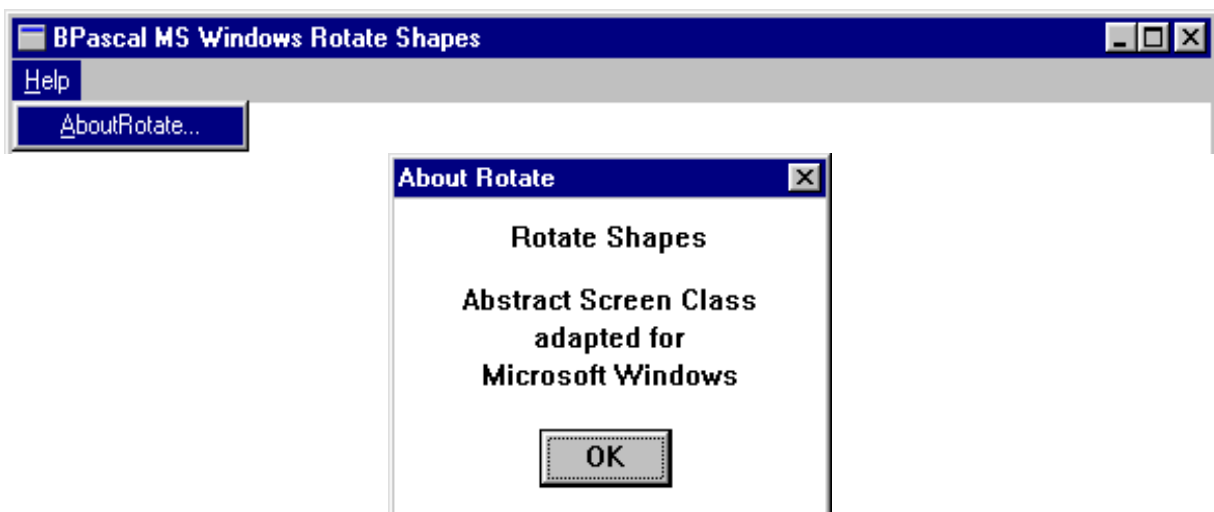 BPascal MS Windows Rotate Shapes
Help
AboutRotate...
About Rotate
Rotate Shapes
Abstract Screen Class
adapted for
Microsoft Windows
OK